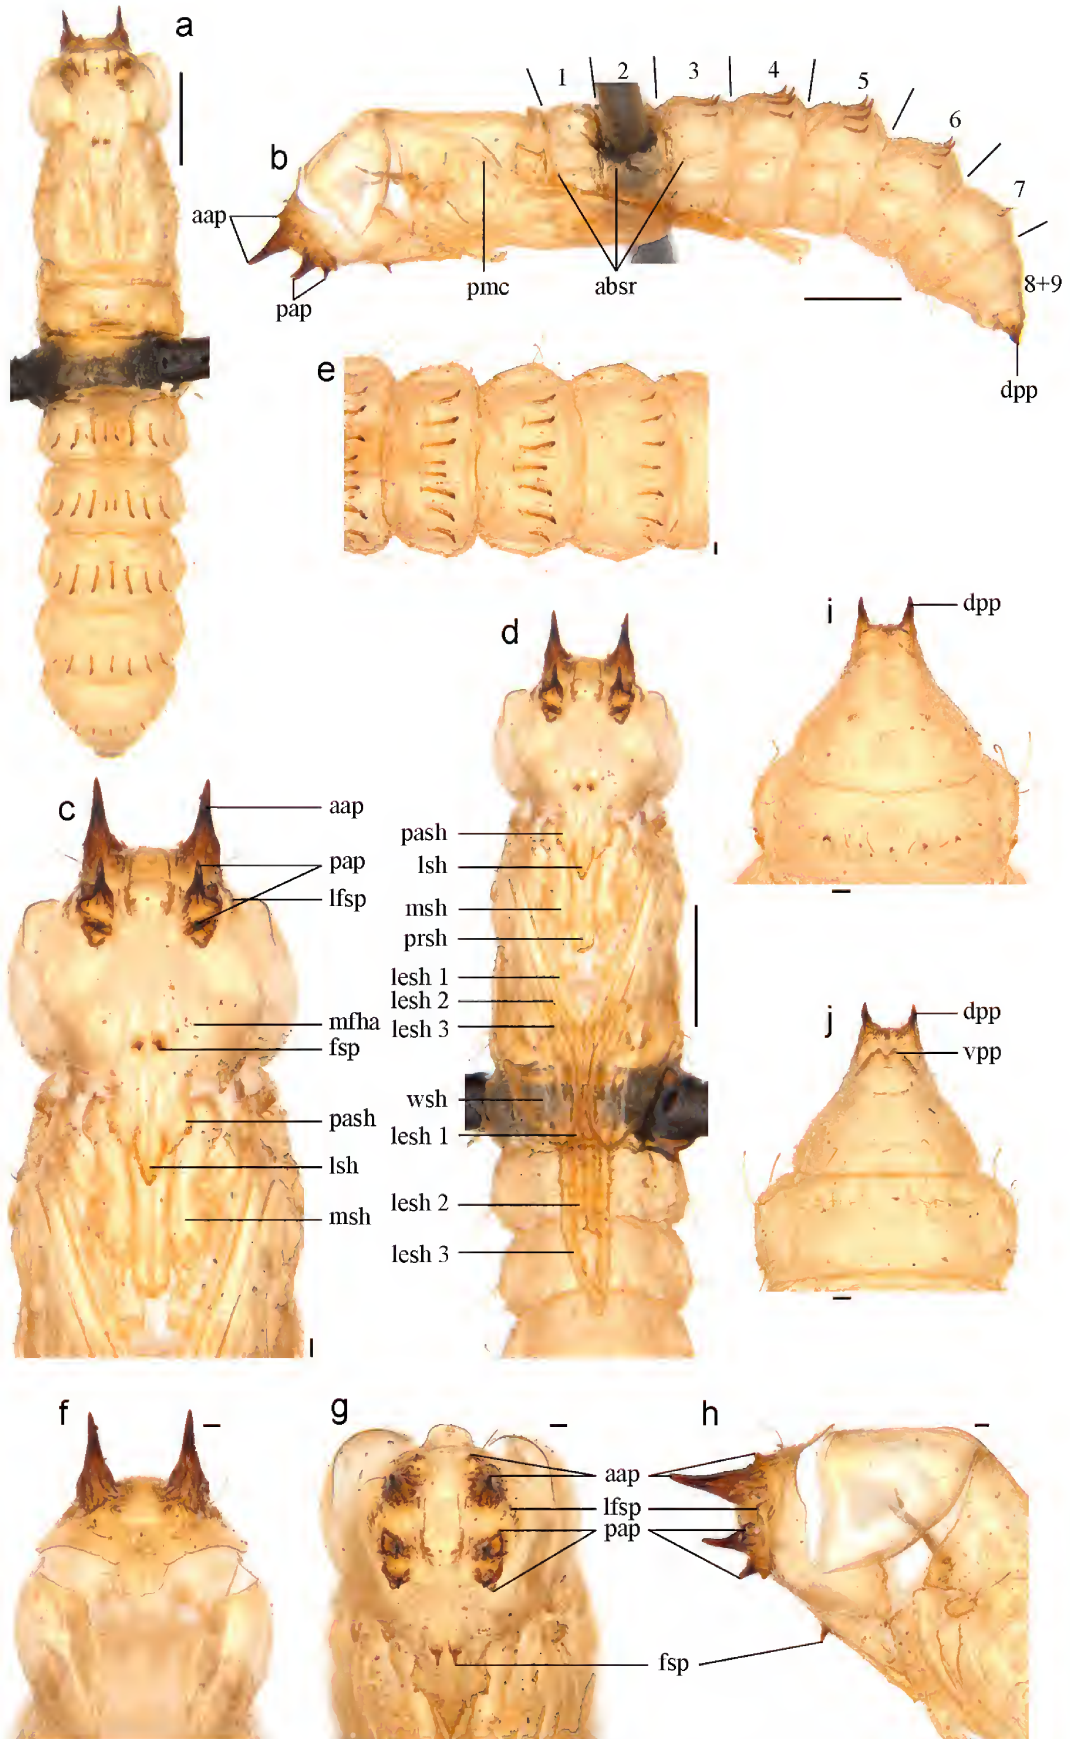 a
b
1 2 3 4 5 6 7 8+9
aap
pap
pmc
absr
dpp
e
d
i
dpp
c
aap
pap
lfsp
mfha
fsp
pash
lsh
msh
pash
lsh
msh
prsh
lesh 1
lesh 2
lesh 3
wsh
lesh 1
lesh 2
lesh 3
j
dpp
vpp
f
g
h
aap
lfsp
pap
fsp